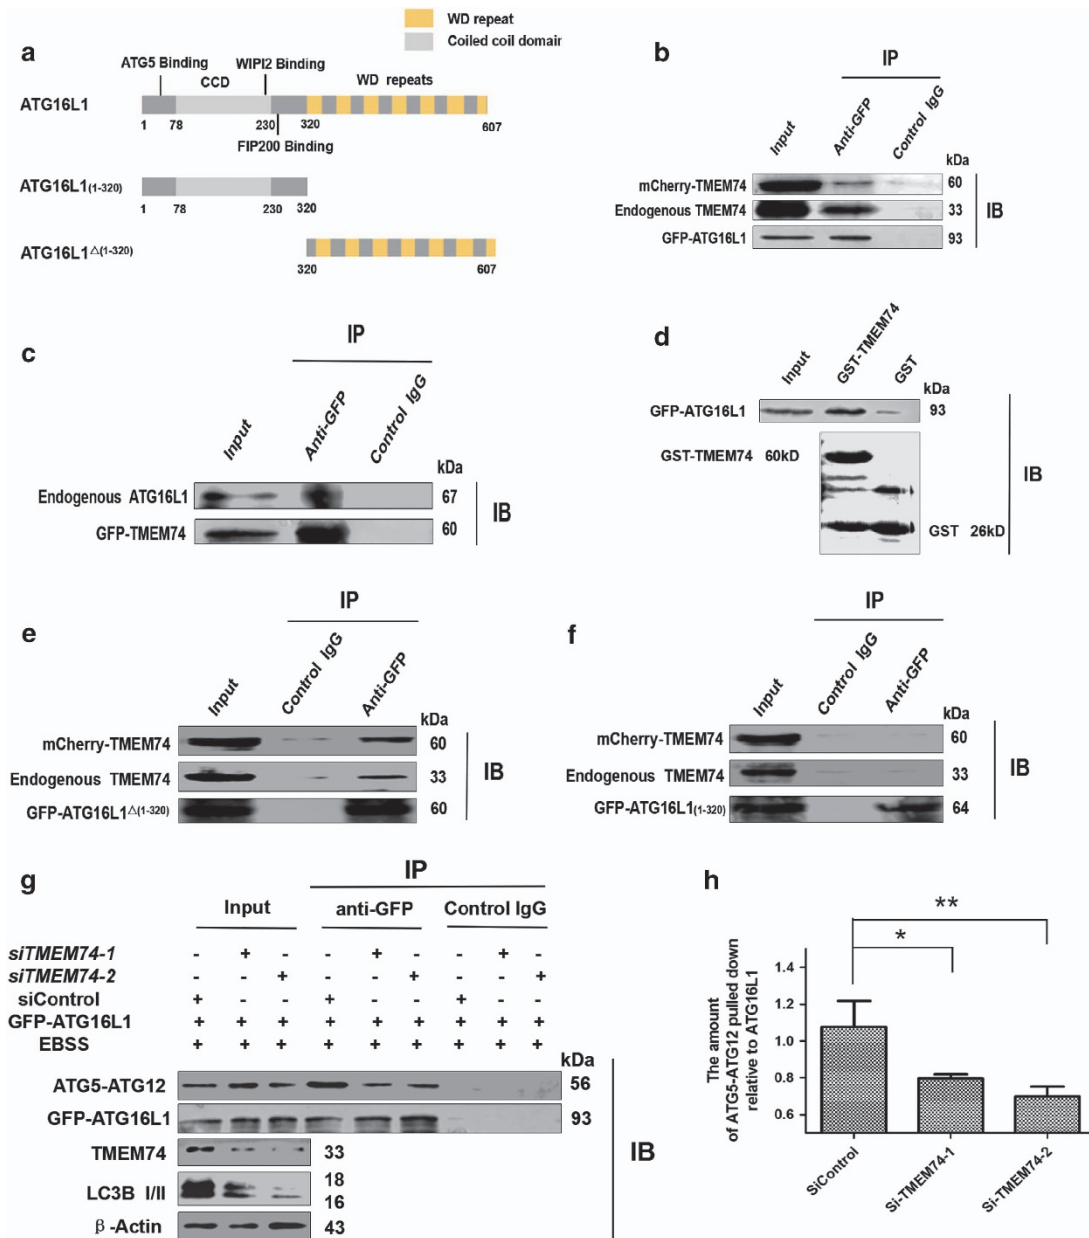 a
WD repeat
Coiled coil domain
ATG5 Binding
WIPI2 Binding
CCD
WD repeats
ATG16L1
1 78 230 320 607
FIP200 Binding
ATG16L1(1-320)
1 78 230 320
ATG16L1△(1-320)
320 607
b
IP
Input Anti-GFP Control IgG
kDa
mCherry-TMEM74 60
Endogenous TMEM74 33
GFP-ATG16L1 93
IB
c
IP
Input Anti-GFP Control IgG
kDa
Endogenous ATG16L1 67
GFP-TMEM74 60
IB
d
Input GST-TMEM74 GST
kDa
GFP-ATG16L1 93
GST-TMEM74 60kD
GST 26kD
IB
e
IP
Input Control IgG Anti-GFP
kDa
mCherry-TMEM74 60
Endogenous TMEM74 33
GFP-ATG16L1△(1-320) 60
IB
f
IP
Input Control IgG Anti-GFP
kDa
mCherry-TMEM74 60
Endogenous TMEM74 33
GFP-ATG16L1(1-320) 64
IB
g
IP
Input anti-GFP Control IgG
siTMEM74-1 - + - - + - - + -
siTMEM74-2 - - + - - + - - +
siControl + - - + - - + - -
GFP-ATG16L1 + + + + + + + + +
EBSS + + + + + + + + +
kDa
ATG5-ATG12 56
GFP-ATG16L1 93
TMEM74 33
LC3B I/II 18
16
β-Actin 43
IB
h
**
*
The amount
of ATG5-ATG12 pulled down
relative to ATG16L1
1.4
1.2
1.0
0.8
0.6
SiControl
Si-TMEM74-1
Si-TMEM74-2